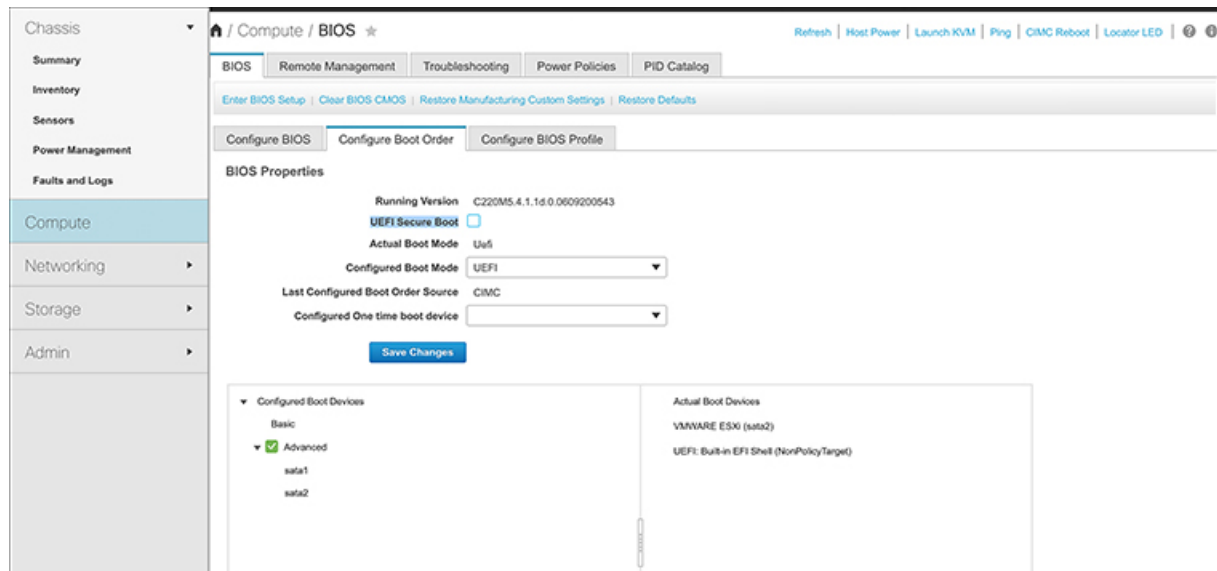 Chassis
Summary
Inventory
Sensors
Power Management
Faults and Logs
Compute
Networking
Storage
Admin
/ Compute / BIOS
Refresh | Host Power | Launch KVM | Ping | CIMC Reboot | Locator LED |
BIOS Remote Management Troubleshooting Power Policies PID Catalog
Enter BIOS Setup | Clear BIOS CMOS | Restore Manufacturing Custom Settings | Restore Defaults
Configure BIOS Configure Boot Order Configure BIOS Profile
BIOS Properties
Running Version C220M5.4.1.1d.0.0609200543
UEFI Secure Boot
Actual Boot Mode Uefi
Configured Boot Mode UEFI
Last Configured Boot Order Source CIMC
Configured One time boot device
Save Changes
Configured Boot Devices
Basic
Advanced
sata1
sata2
Actual Boot Devices
VMWARE ESXi (sata2)
UEFI: Built-in EFI Shell (NonPolicyTarget)